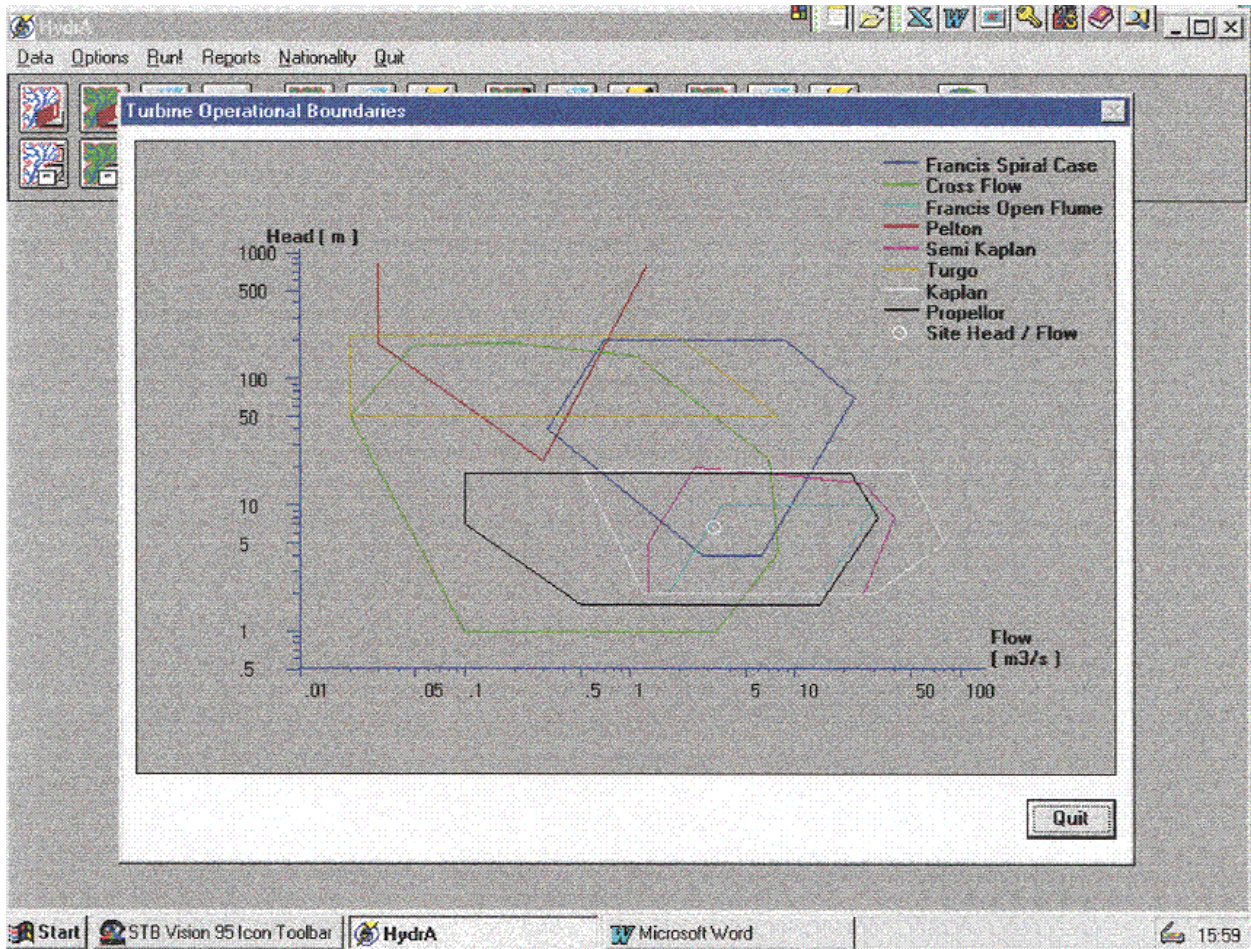 HydrA
Data Options Run! Reports Nationality Quit
Turbine Operational Boundaries
Francis Spiral Case
Cross Flow
Francis Open Flume
Pelton
Semi Kaplan
Turgo
Kaplan
Propellor
Site Head / Flow
Head [ m ]
1000
500
100
50
10
5
1
.5
Flow
[ m3/s ]
.01 .05 .1 .5 1 5 10 50 100
Quit
Start STB Vision 95 Icon Toolbar HydrA Microsoft Word 15:59